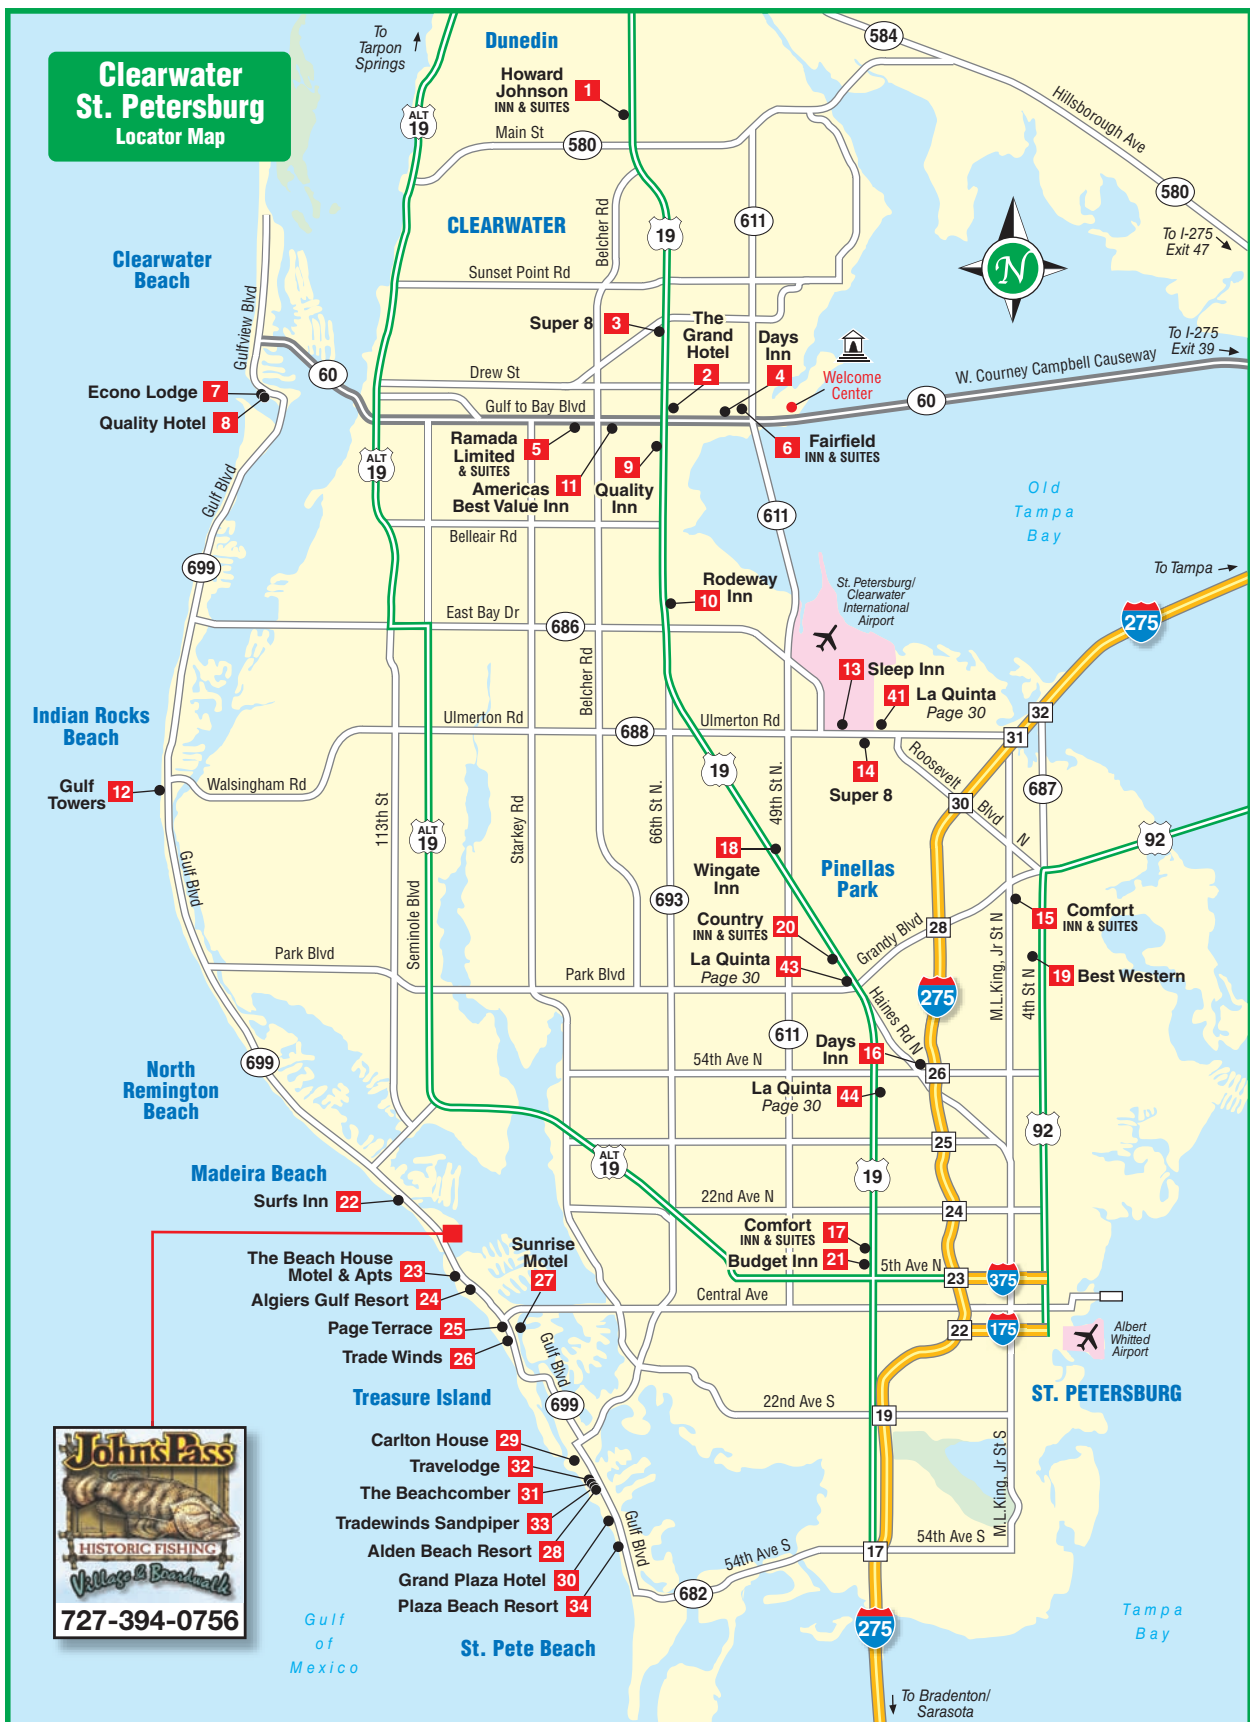 Clearwater
St. Petersburg
Locator Map
To
Tarpon
Springs
Dunedin
584
Howard
Johnson
INN & SUITES
1
ALT
19
Main St
580
Hillsborough Ave
580
To I-275
Exit 47
CLEARWATER
Belcher Rd
19
611
N
Clearwater
Beach
Sunset Point Rd
Gulfview Blvd
Super 8
3
The
Grand
Hotel
2
Days
Inn
4
Welcome
Center
To I-275
Exit 39
W. Courney Campbell Causeway
60
60
Drew St
Econo Lodge
7
Quality Hotel
8
Gulf to Bay Blvd
Ramada
Limited
& SUITES
5
6
Fairfield
INN & SUITES
ALT
19
Americas
Best Value Inn
11
9
Quality
Inn
Gulf Blvd
Old
Tampa
Bay
611
Belleair Rd
699
To Tampa
Rodeway
Inn
10
St. Petersburg/
Clearwater
International
Airport
275
East Bay Dr
686
Belcher Rd
13
Sleep Inn
41
La Quinta
Page 30
Indian Rocks
Beach
Ulmerton Rd
688
Ulmerton Rd
32
31
Roosevelt
Blvd
N
14
Super 8
19
Gulf
Towers
12
Walsingham Rd
687
30
113th St
ALT
19
Starkey Rd
66th St N.
49th St N.
92
18
Wingate
Inn
Pinellas
Park
Gulf Blvd
Seminole Blvd
693
Country
INN & SUITES
20
Grandy Blvd
28
15
Comfort
INN & SUITES
La Quinta
Page 30
43
Park Blvd
Park Blvd
19
Best Western
275
M.L.King, Jr St N
4th St N
Haines Rd N
611
Days
Inn
16
699
54th Ave N
26
North
Remington
Beach
La Quinta
Page 30
44
92
25
ALT
19
19
Madeira Beach
Surfs Inn
22
22nd Ave N
24
Comfort
INN & SUITES
17
Budget Inn
21
5th Ave N
23
375
Sunrise
Motel
27
The Beach House
Motel & Apts
23
Algiers Gulf Resort
24
Central Ave
Page Terrace
25
22
175
Albert
Whitted
Airport
Trade Winds
26
Gulf Blvd
Treasure Island
699
22nd Ave S
19
ST. PETERSBURG
Carlton House
29
Travelodge
32
The Beachcomber
31
Tradewinds Sandpiper
33
Alden Beach Resort
28
Grand Plaza Hotel
30
Plaza Beach Resort
34
Gulf Blvd
M.L.King, Jr St S
54th Ave S
54th Ave S
17
682
John's Pass
HISTORIC FISHING
Village & Boardwalk
727-394-0756
Gulf
of
Mexico
St. Pete Beach
275
Tampa
Bay
To Bradenton/
Sarasota